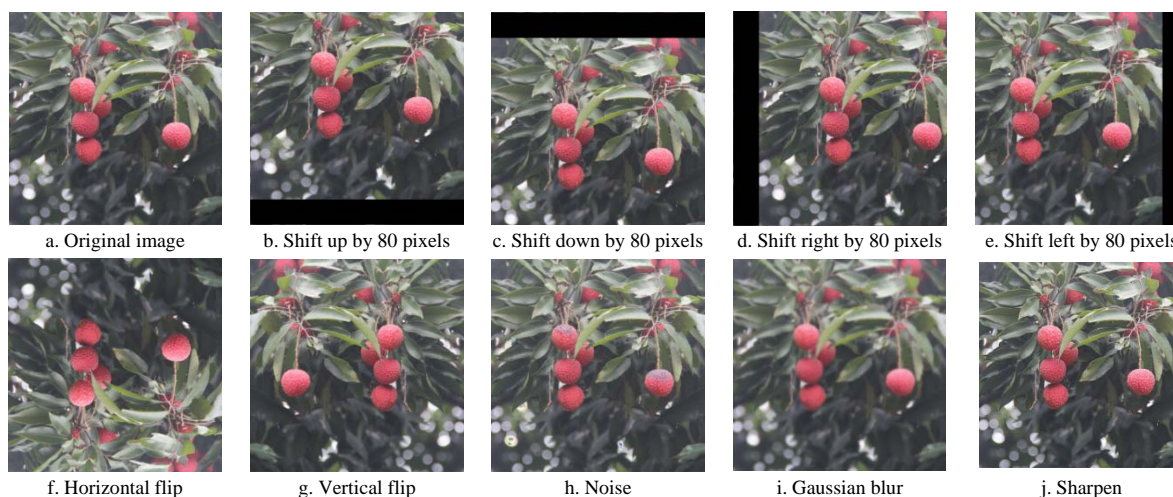 a. Original image
b. Shift up by 80 pixels
c. Shift down by 80 pixels
d. Shift right by 80 pixels
e. Shift left by 80 pixels
f. Horizontal flip
g. Vertical flip
h. Noise
i. Gaussian blur
j. Sharpen